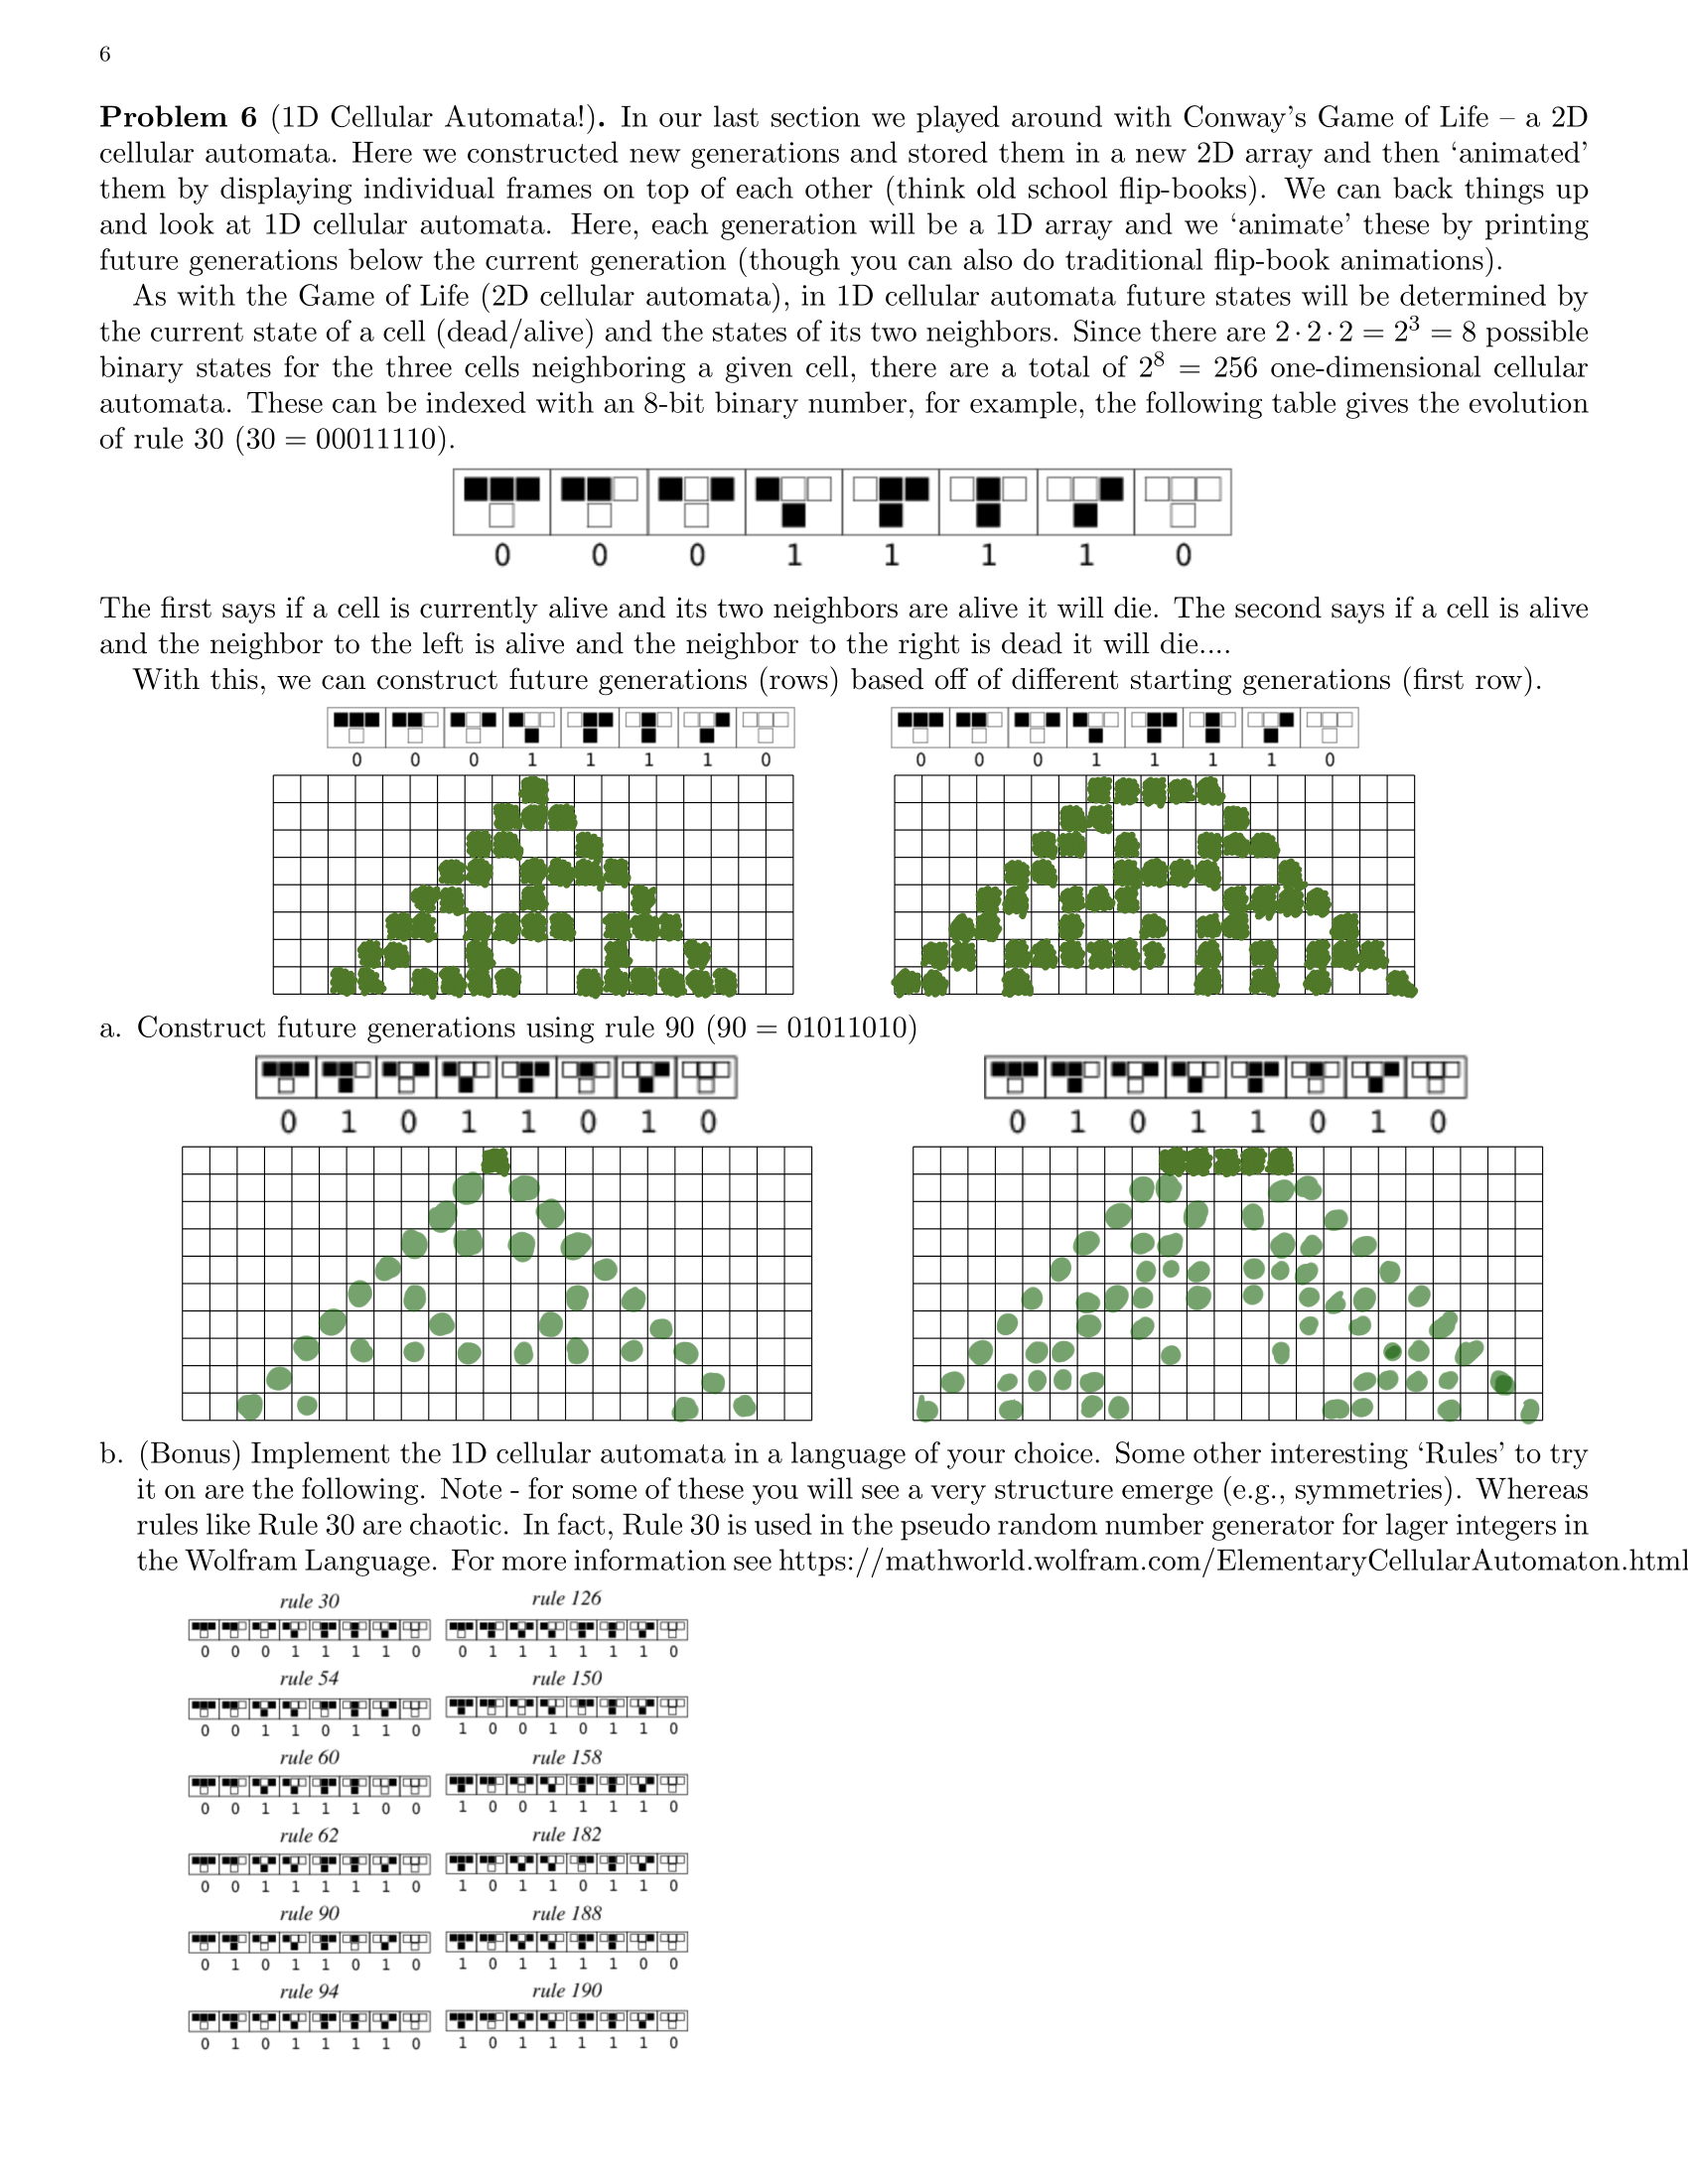 6
Problem 6 (1D Cellular Automata!). In our last section we played around with Conway's Game of Life – a 2D
cellular automata. Here we constructed new generations and stored them in a new 2D array and then ‘animated’
them by displaying individual frames on top of each other (think old school flip-books). We can back things up
and look at 1D cellular automata. Here, each generation will be a 1D array and we ‘animate’ these by printing
future generations below the current generation (though you can also do traditional flip-book animations).
As with the Game of Life (2D cellular automata), in 1D cellular automata future states will be determined by
the current state of a cell (dead/alive) and the states of its two neighbors. Since there are 2 · 2 · 2 = 2³ = 8 possible
binary states for the three cells neighboring a given cell, there are a total of 2⁸ = 256 one-dimensional cellular
automata. These can be indexed with an 8-bit binary number, for example, the following table gives the evolution
of rule 30 (30 = 00011110).
0 0 0 1 1 1 1 0
The first says if a cell is currently alive and its two neighbors are alive it will die. The second says if a cell is alive
and the neighbor to the left is alive and the neighbor to the right is dead it will die....
With this, we can construct future generations (rows) based off of different starting generations (first row).
0 0 0 1 1 1 1 0 0 0 0 1 1 1 1 0
a. Construct future generations using rule 90 (90 = 01011010)
0 1 0 1 1 0 1 0 0 1 0 1 1 0 1 0
b. (Bonus) Implement the 1D cellular automata in a language of your choice. Some other interesting ‘Rules’ to try
it on are the following. Note - for some of these you will see a very structure emerge (e.g., symmetries). Whereas
rules like Rule 30 are chaotic. In fact, Rule 30 is used in the pseudo random number generator for lager integers in
the Wolfram Language. For more information see https://mathworld.wolfram.com/ElementaryCellularAutomaton.html
rule 30 rule 126
0 0 0 1 1 1 1 0 0 1 1 1 1 1 1 0
rule 54 rule 150
0 0 1 1 0 1 1 0 1 0 0 1 0 1 1 0
rule 60 rule 158
0 0 1 1 1 1 0 0 1 0 0 1 1 1 1 0
rule 62 rule 182
0 0 1 1 1 1 1 0 1 0 1 1 0 1 1 0
rule 90 rule 188
0 1 0 1 1 0 1 0 1 0 1 1 1 1 0 0
rule 94 rule 190
0 1 0 1 1 1 1 0 1 0 1 1 1 1 1 0